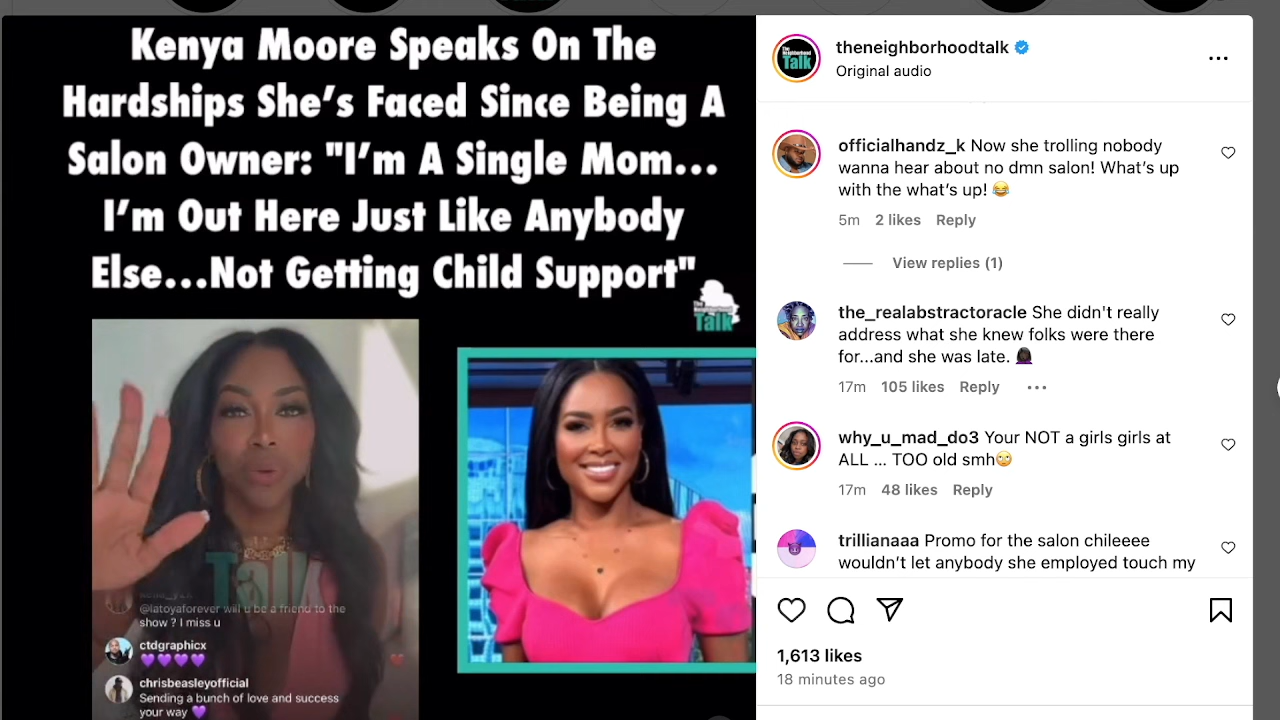 Kenya Moore Speaks On The
Hardships She's Faced Since Being A
Salon Owner: "I'm A Single Mom...
I'm Out Here Just Like Anybody
Else...Not Getting Child Support"
The
Neighborhood
Talk
Talk
@latoyaforever will u be a friend to the
show ? I miss u
ctdgraphicx
💜💜💜💜
chrisbeasleyofficial
Sending a bunch of love and success
your way 💜
The
Neighborhood
Talk
theneighborhoodtalk
Original audio
officialhandz_k Now she trolling nobody
wanna hear about no dmn salon! What's up
with the what's up! 😂
5m 2 likes Reply
View replies (1)
the_realabstractoracle She didn't really
address what she knew folks were there
for...and she was late. 🤦🏿‍♀️
17m 105 likes Reply
why_u_mad_do3 Your NOT a girls girls at
ALL ... TOO old smh🙄
17m 48 likes Reply
trillianaaa Promo for the salon chileeee
wouldn't let anybody she employed touch my
1,613 likes
18 minutes ago